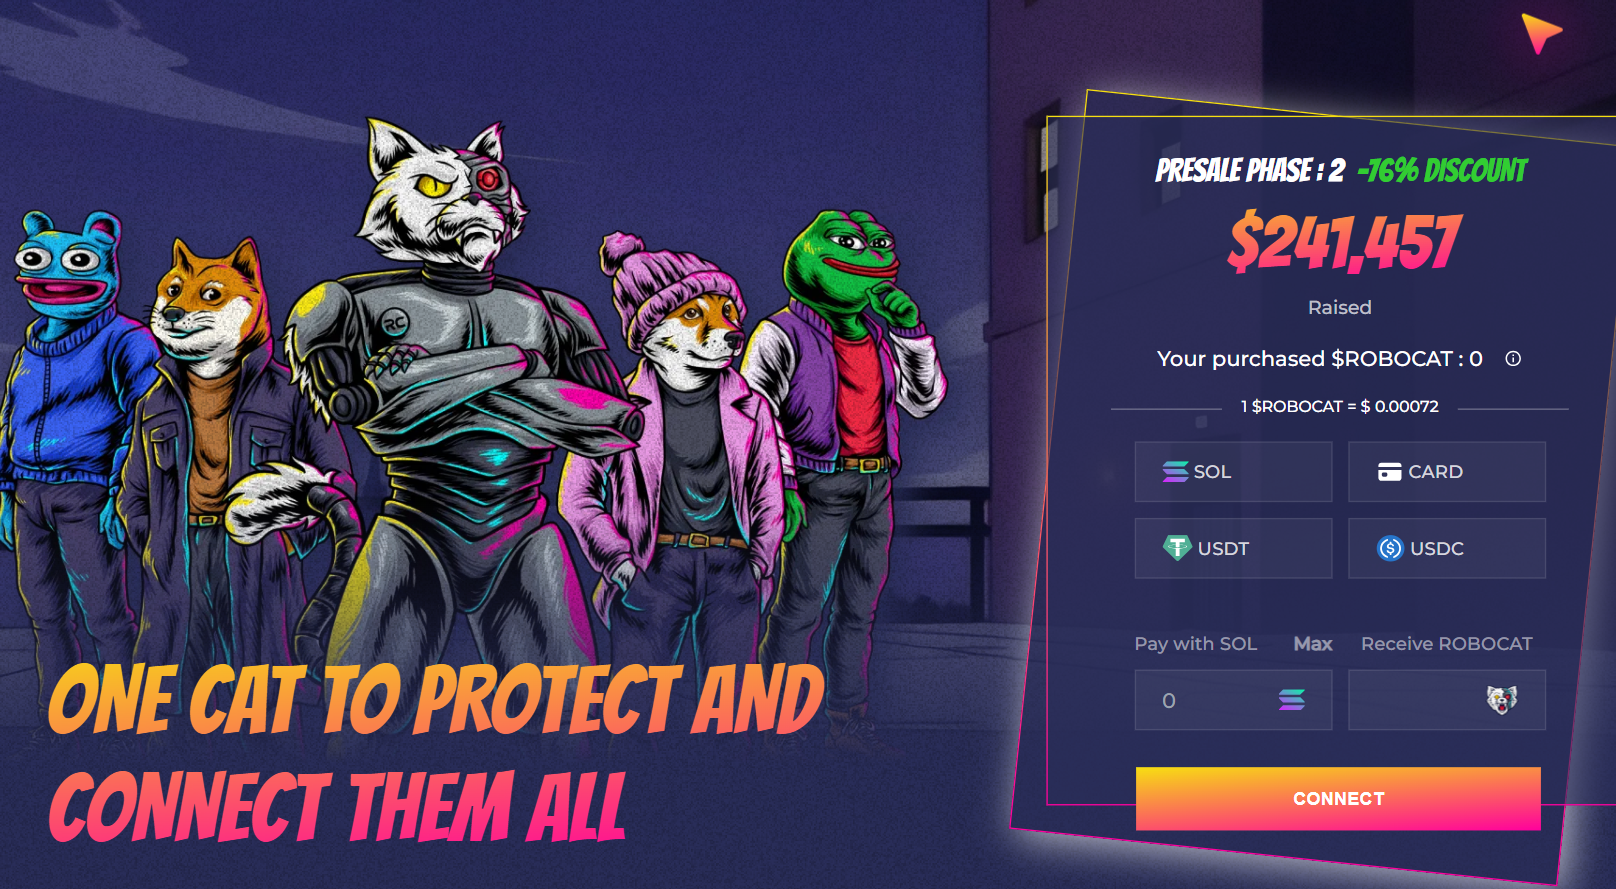 RC
ONE CAT TO PROTECT AND
CONNECT THEM ALL
PRESALE PHASE : 2 -76% DISCOUNT
$241,457
Raised
Your purchased $ROBOCAT : 0
1 $ROBOCAT = $ 0.00072
SOL
CARD
USDT
USDC
Pay with SOL Max Receive ROBOCAT
0
CONNECT